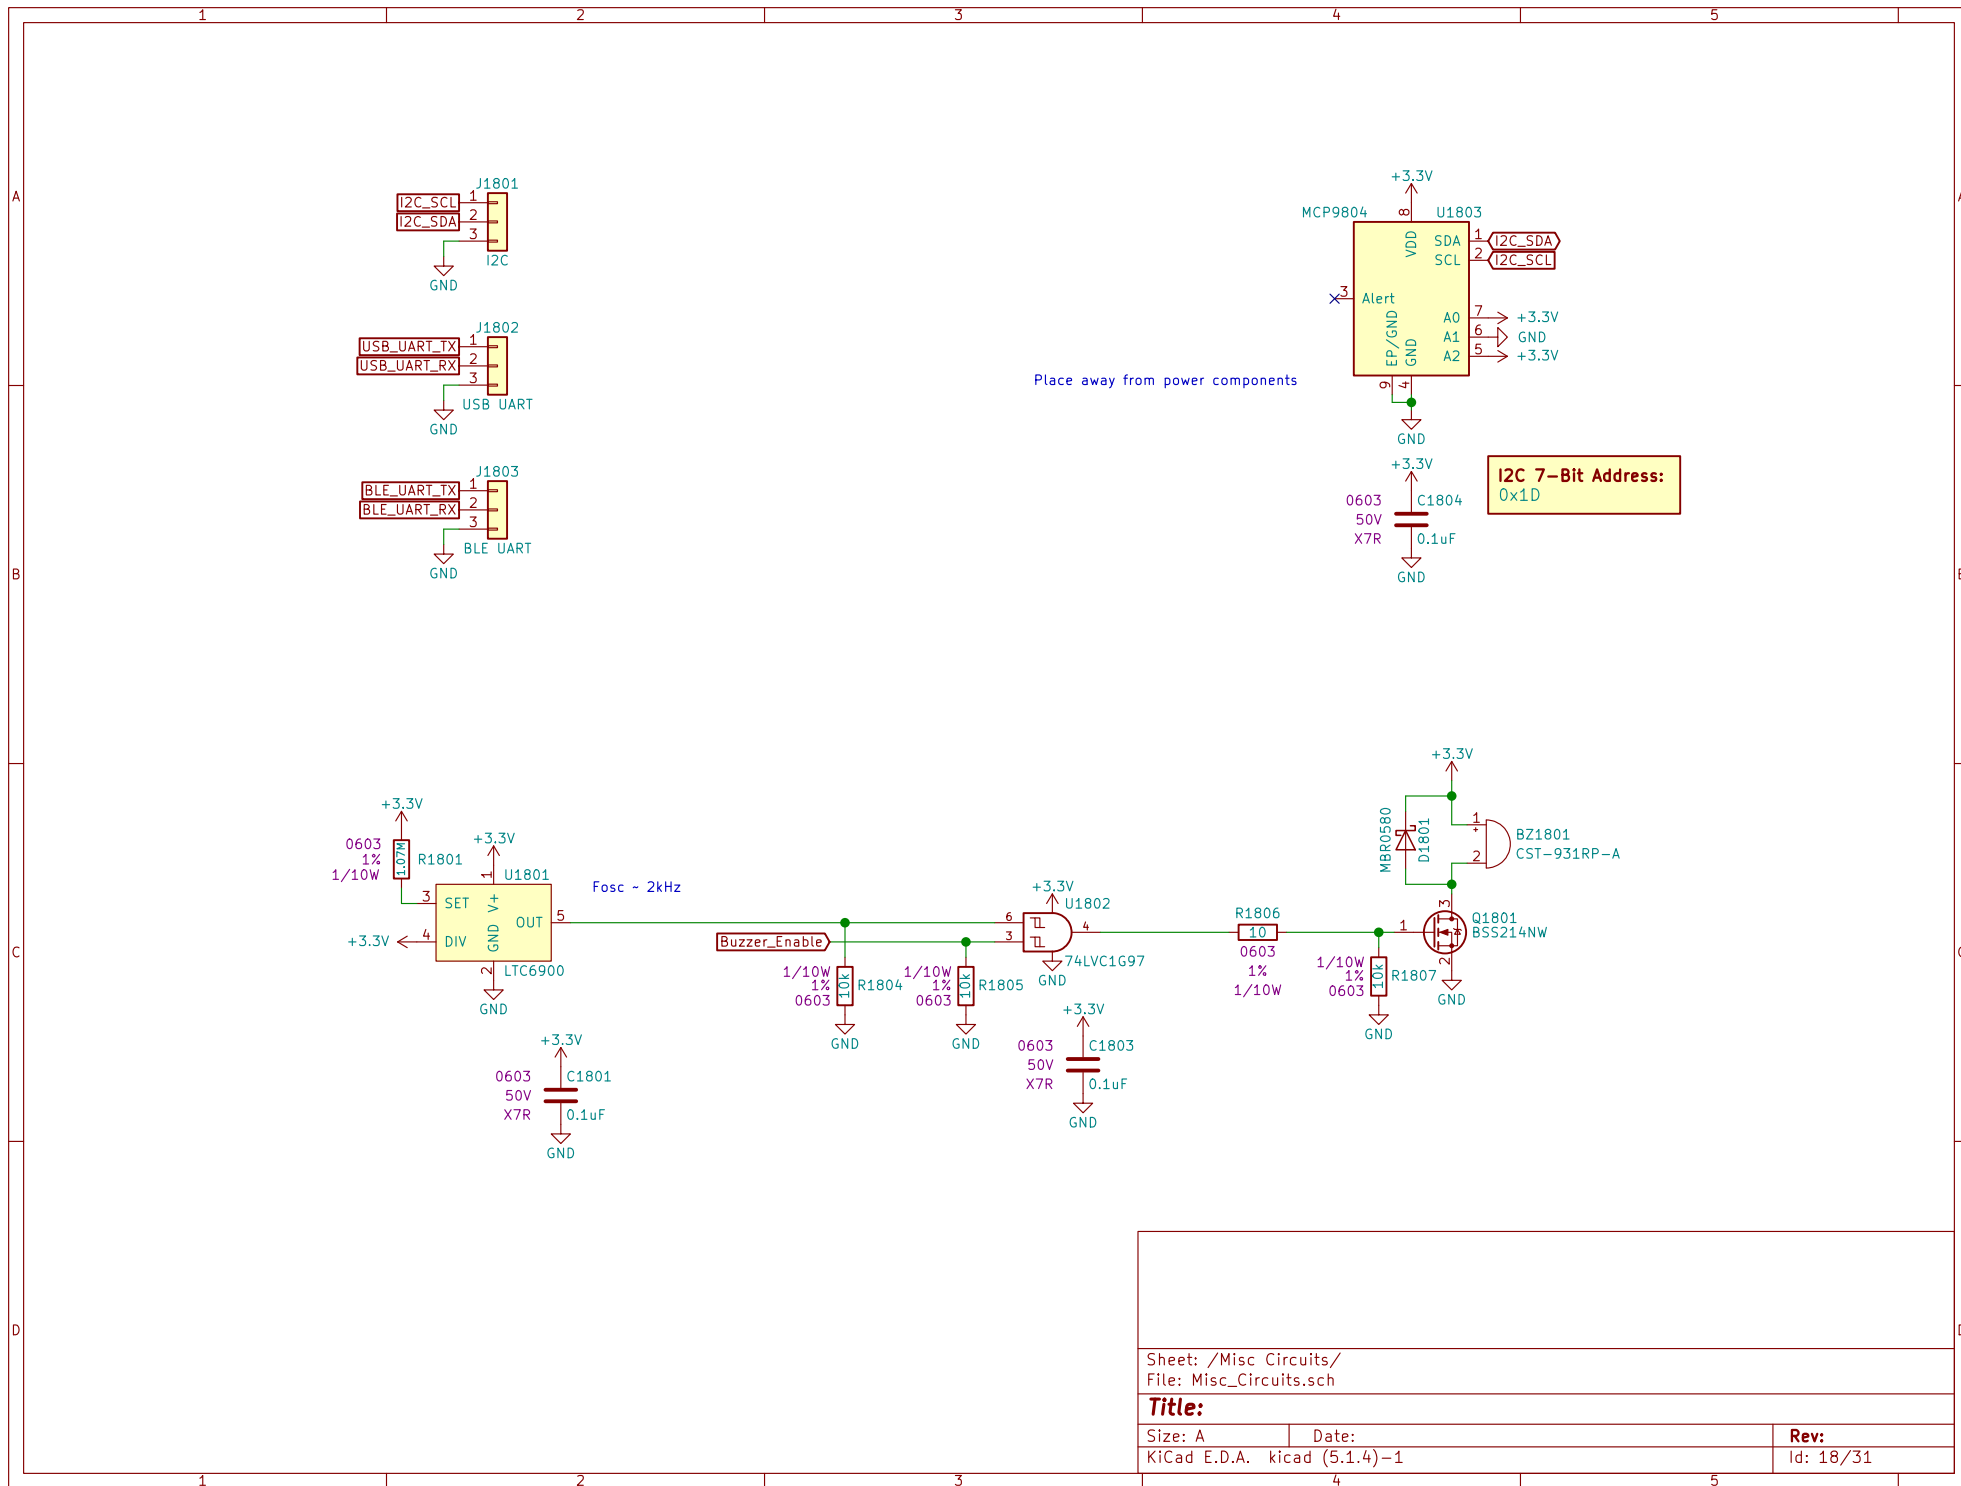 1 2 3 4 5
A
J1801
I2C_SCL 1
I2C_SDA 2
3
I2C
GND
J1802
USB_UART_TX 1
USB_UART_RX 2
3
USB UART
GND
J1803
BLE_UART_TX 1
BLE_UART_RX 2
3
BLE UART
GND
+3.3V
MCP9804 8 U1803
VDD
SDA 1 I2C_SDA
SCL 2 I2C_SCL
3 Alert
A0 7 +3.3V
A1 6 GND
A2 5 +3.3V
EP/GND GND
9 4
GND
Place away from power components
+3.3V
0603 C1804
50V
X7R 0.1uF
GND
I2C 7-Bit Address:
0x1D
B
+3.3V
0603
1%
1/10W
1.07M
R1801
+3.3V
1 U1801
3 SET V+
OUT 5
+3.3V 4 DIV GND
2 LTC6900
GND
Fosc ~ 2kHz
+3.3V
0603 C1801
50V
X7R 0.1uF
GND
Buzzer_Enable
1/10W
1%
0603
10k
R1804
GND
1/10W
1%
0603
10k
R1805
GND
+3.3V
U1802
6
3
4
74LVC1G97
GND
+3.3V
0603 C1803
50V
X7R 0.1uF
GND
R1806
10
0603
1%
1/10W
1/10W
1%
0603
10k
R1807
GND
+3.3V
MBR0580
D1801
1
+
2
BZ1801
CST-931RP-A
3
1
2
Q1801
BSS214NW
GND
C
D
Sheet: /Misc Circuits/
File: Misc_Circuits.sch
Title:
Size: A Date: Rev:
KiCad E.D.A. kicad (5.1.4)-1 Id: 18/31
1 2 3 4 5